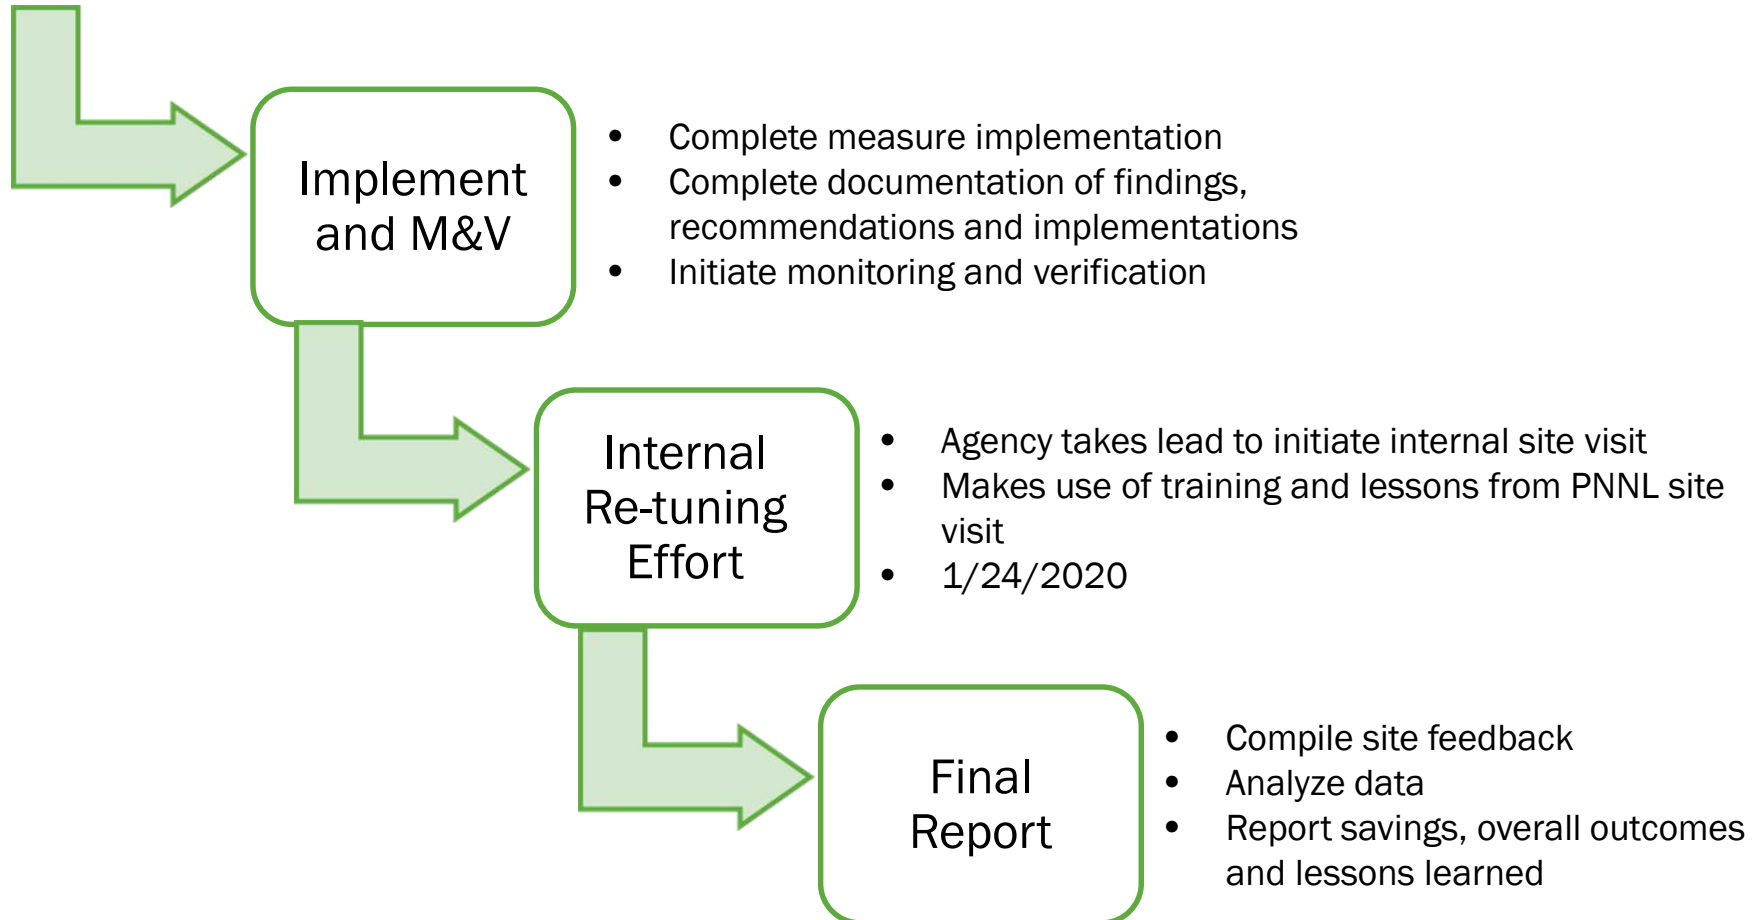 Implement
and M&V
• Complete measure implementation
• Complete documentation of findings,
recommendations and implementations
• Initiate monitoring and verification
Internal
Re-tuning
Effort
• Agency takes lead to initiate internal site visit
• Makes use of training and lessons from PNNL site
visit
• 1/24/2020
Final
Report
• Compile site feedback
• Analyze data
• Report savings, overall outcomes
and lessons learned